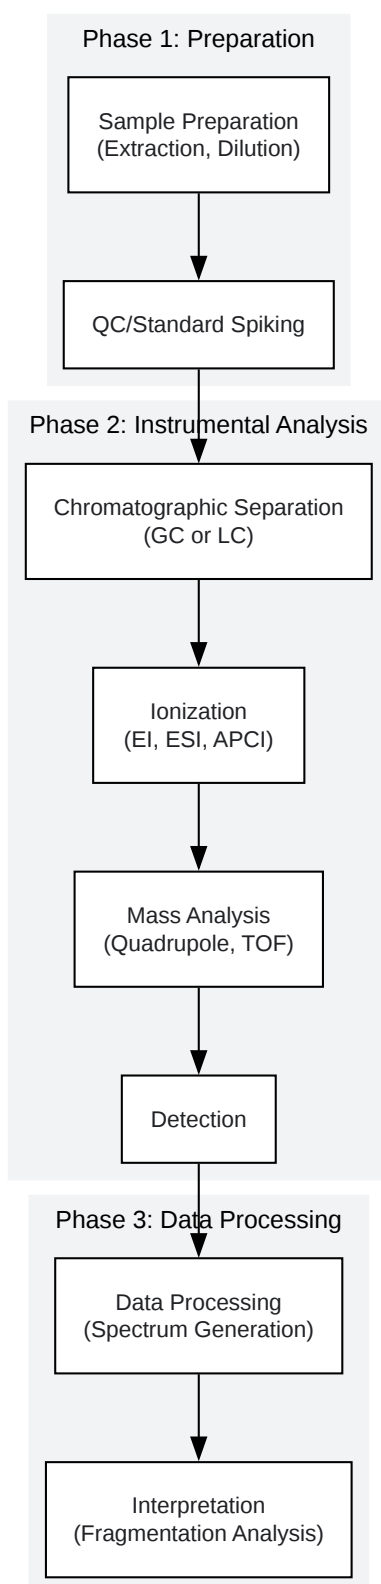 Phase 1: Preparation
Sample Preparation
(Extraction, Dilution)
QC/Standard Spiking
Phase 2: Instrumental Analysis
Chromatographic Separation
(GC or LC)
Ionization
(EI, ESI, APCI)
Mass Analysis
(Quadrupole, TOF)
Detection
Phase 3: Data Processing
Data Processing
(Spectrum Generation)
Interpretation
(Fragmentation Analysis)